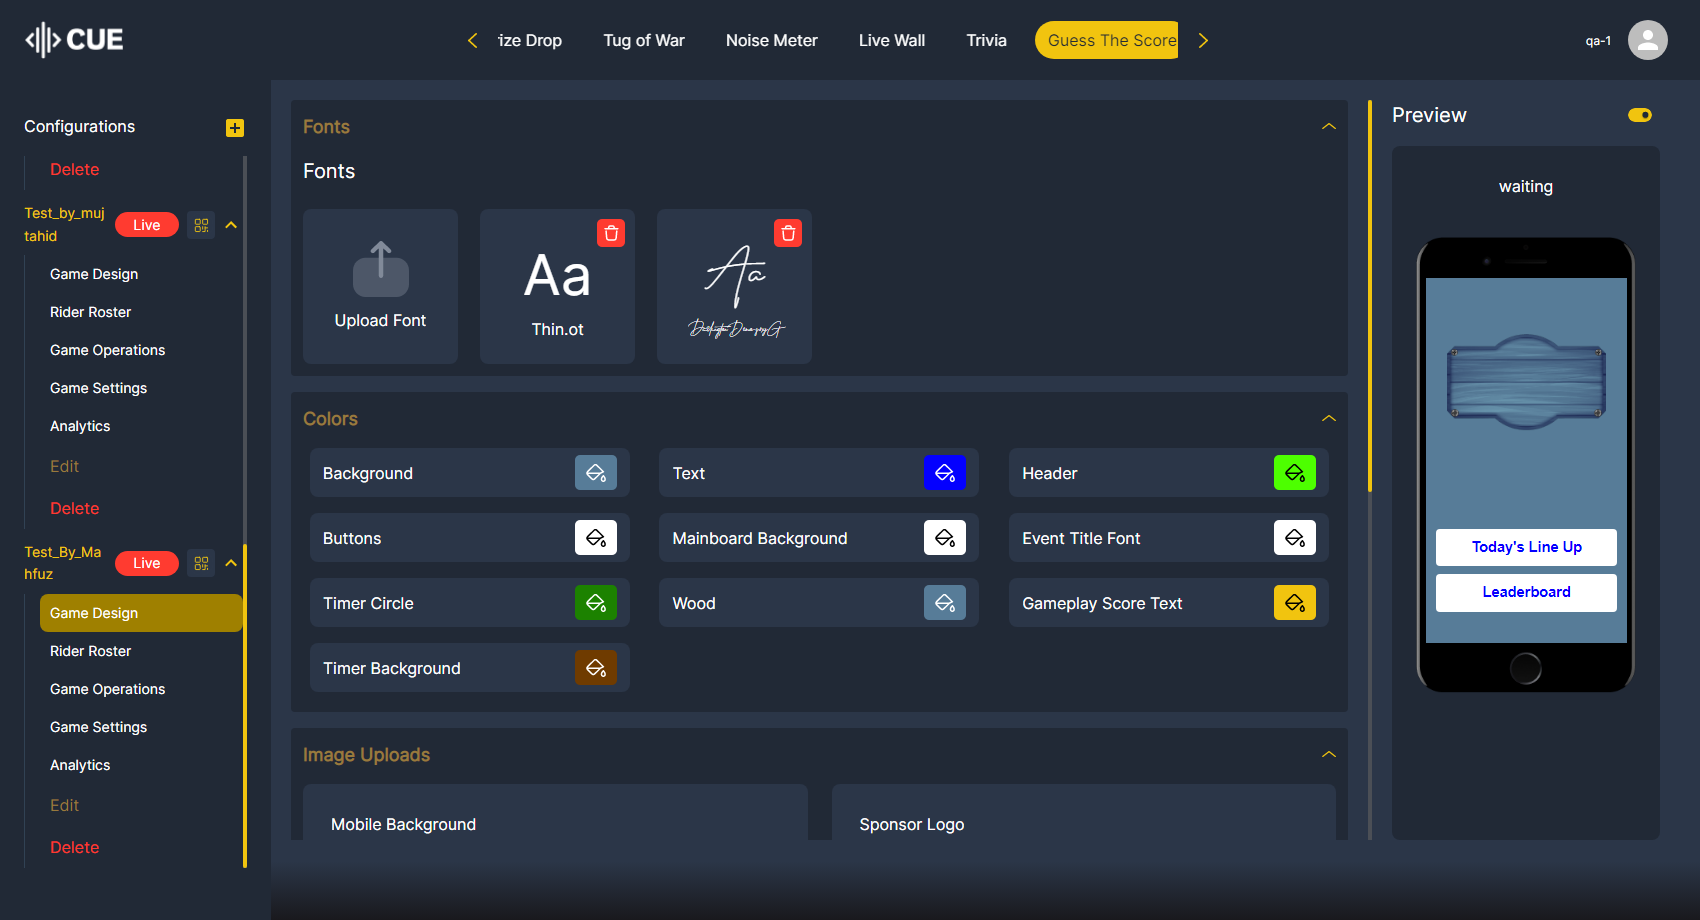 CUE
ize Drop
Tug of War
Noise Meter
Live Wall
Trivia
Guess The Score
qa-1
Configurations
Delete
Test_by_muj
tahid
Live
Game Design
Rider Roster
Game Operations
Game Settings
Analytics
Edit
Delete
Test_By_Ma
hfuz
Live
Game Design
Rider Roster
Game Operations
Game Settings
Analytics
Edit
Delete
Fonts
Fonts
Upload Font
Aa
Thin.ot
Aa
Colors
Background
Text
Header
Buttons
Mainboard Background
Event Title Font
Timer Circle
Wood
Gameplay Score Text
Timer Background
Image Uploads
Mobile Background
Sponsor Logo
Preview
waiting
Today's Line Up
Leaderboard